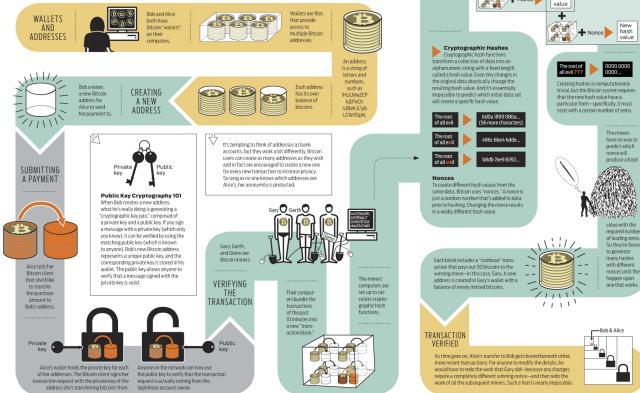 WALLETS
AND
ADDRESSES
Bob and Alice
both have
Bitcoin "wallets"
on their
computers.
Wallets are files
that provide
access to
multiple Bitcoin
addresses.
An address
is a string of
letters and
numbers,
such as
Each address
has its own
balance of
bitcoins.
CREATING
A NEW
ADDRESS
Bob creates
a new Bitcoin
address
for Alice to
send her
payment to.
SUBMITTING
A PAYMENT
Alice tells her
Bitcoin client
that she'd like
to transfer
the purchase
amount to
Bob's address.
Private
key
Public
key
Public Key Cryptography 101
When Bob creates a new address,
what he's really doing is generating a
"cryptographic key pair," composed of
a private key and a public key. If you sign
a message with a private key (which only
you know), it can be verified by using the
matching public key (which is known
to anyone). Bob's new Bitcoin address
represents a unique public key, and the
corresponding private key is stored in his
wallet. The public key allows anyone to
verify that a message signed with the
private key is valid.
It's tempting to think of addresses as bank
accounts, but they work a bit differently. Bitcoin
users can create as many addresses as they wish
and in fact are encouraged to create a new one
for every new transaction to increase privacy.
So long as no one knows which addresses are
Alice's, her anonymity is protected.
Private
key
Public
key
Alice's wallet holds the private key for each
of her addresses. The Bitcoin client signs her
transaction request with the private key of the
address she's transferring bitcoins from.
Anyone on the network can now use
the public key to verify that the transaction
request is actually coming from the
legitimate account owner.
VERIFYING
THE
TRANSACTION
Gary
Garth
Gary, Garth,
and Glenn are
Bitcoin miners.
Their comput-
ers bundle the
transactions
of the past
10 minutes into
a new "trans-
action block."
The miners'
computers are
set up to cal-
culate crypto-
graphic hash
functions.
Cryptographic Hashes
Cryptographic hash functions
transform a collection of data into an
alphanumeric string with a fixed length,
called a hash value. Even tiny changes in
the original data drastically change the
resulting hash value. And it's essentially
impossible to predict which initial data set
will create a specific hash value.
The root
of all evil
6d0a 1899 086a...
(56 more characters)
The root
486c 6be4 6dde...
The root
b8db 7ee9 8392...
Nonces
To create different hash values from the
same data, Bitcoin uses "nonces." A nonce is
just a random number that's added to data
prior to hashing. Changing the nonce results
in a wildly different hash value.
value
+
+
Nonce
New
hash
value
The root of
all evil ???
0000 0000
0000...
Creating hashes is computationally
trivial, but the Bitcoin system requires
that the new hash value have a
particular form—specifically, it must
start with a certain number of zeros.
The miners
have no way
to predict
which nonce
will produce a hash
value with the
required number
of leading zeros.
So they're forced
to generate
many hashes
with different
nonces until they
happen upon
one that works.
Each block includes a "coinbase" trans-
action that pays out 50 bitcoins to the
winning miner—in this case, Gary. A new
address is created in Gary's wallet with a
balance of newly minted bitcoins.
TRANSACTION
VERIFIED
Bob & Alice
As time goes on, Alice's transfer to Bob gets buried beneath other,
more recent transactions. For anyone to modify the details, he
would have to redo the work that Gary did—because any changes
require a completely different winning nonce—and then redo the
work of all the subsequent miners. Such a feat is nearly impossible.